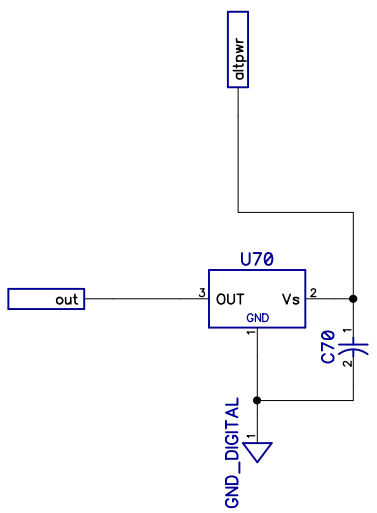 altpwr
U70
out
3
OUT
Vs
2
GND
1
C70
1
2
GND_DIGITAL
1